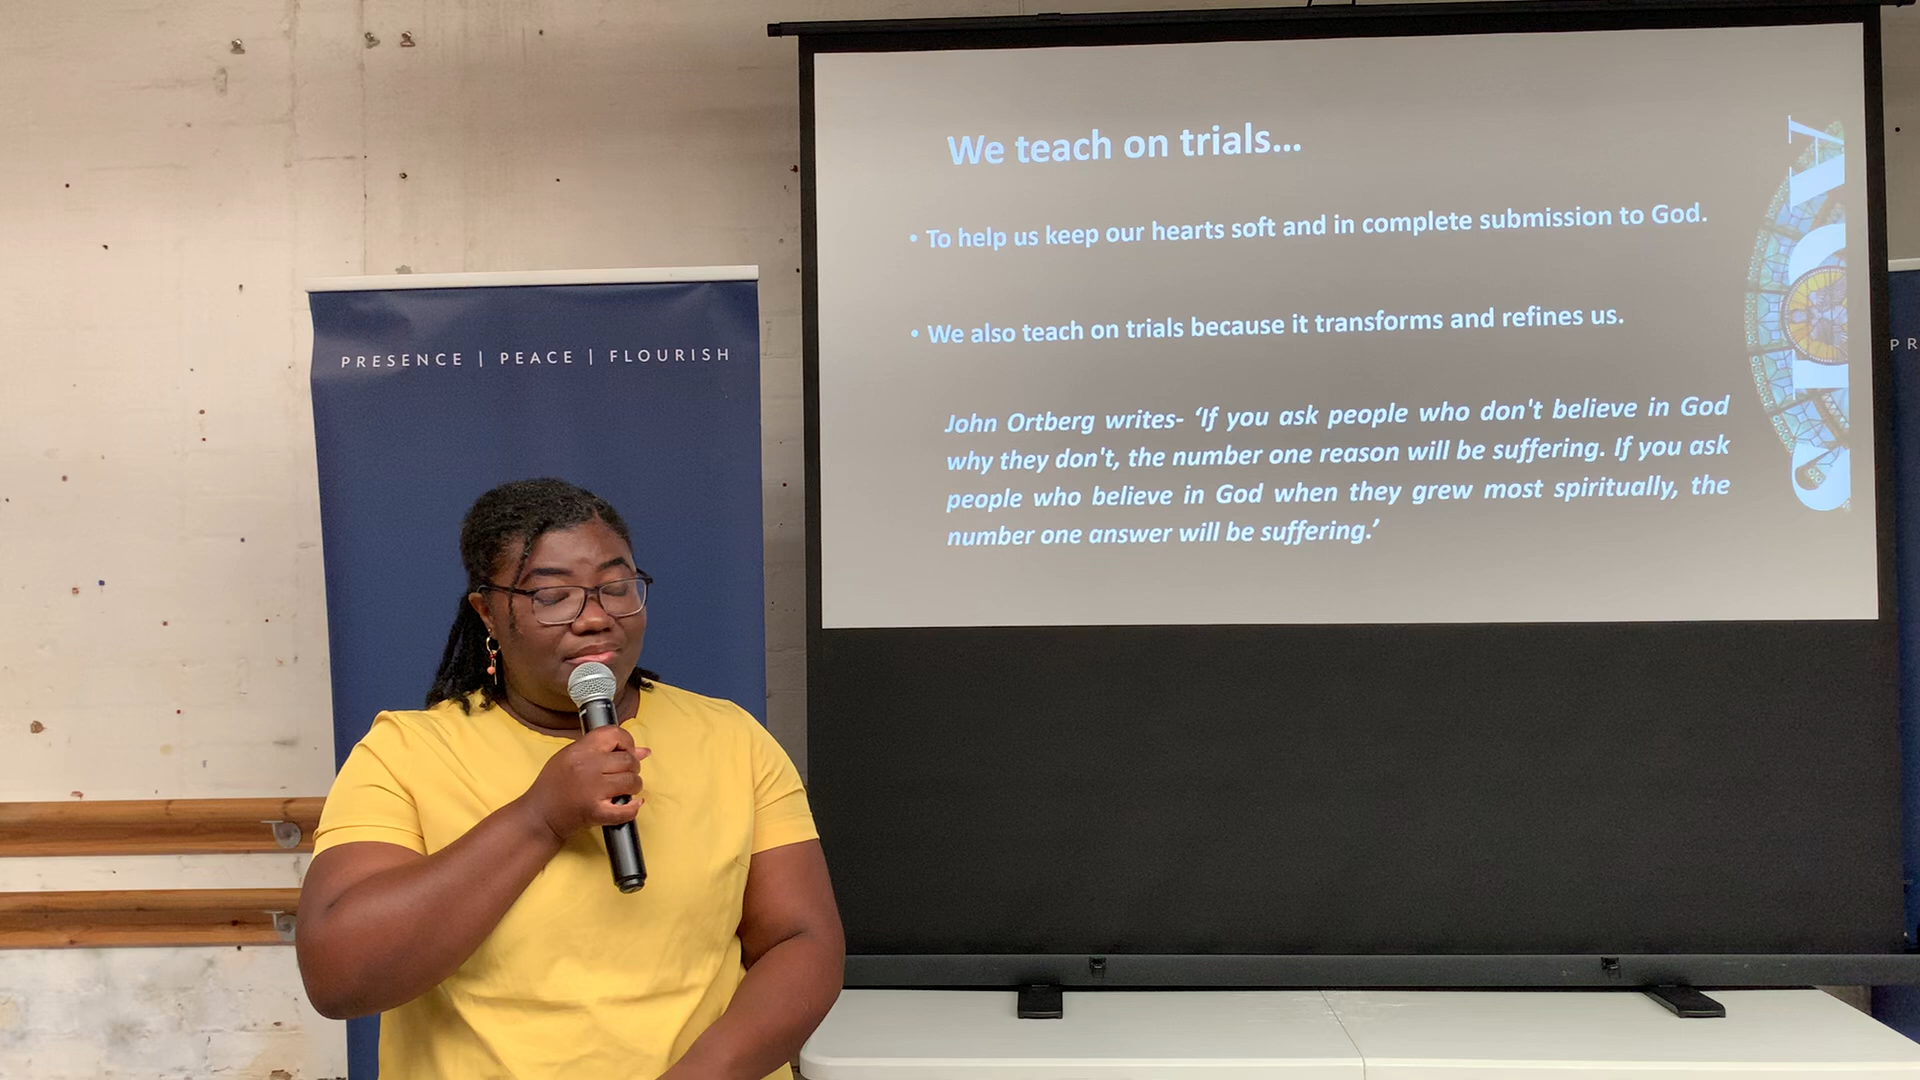 PRESENCE | PEACE | FLOURISH
We teach on trials...
• To help us keep our hearts soft and in complete submission to God.
• We also teach on trials because it transforms and refines us.
John Ortberg writes- ‘If you ask people who don't believe in God
why they don't, the number one reason will be suffering. If you ask
people who believe in God when they grew most spiritually, the
number one answer will be suffering.’
PR